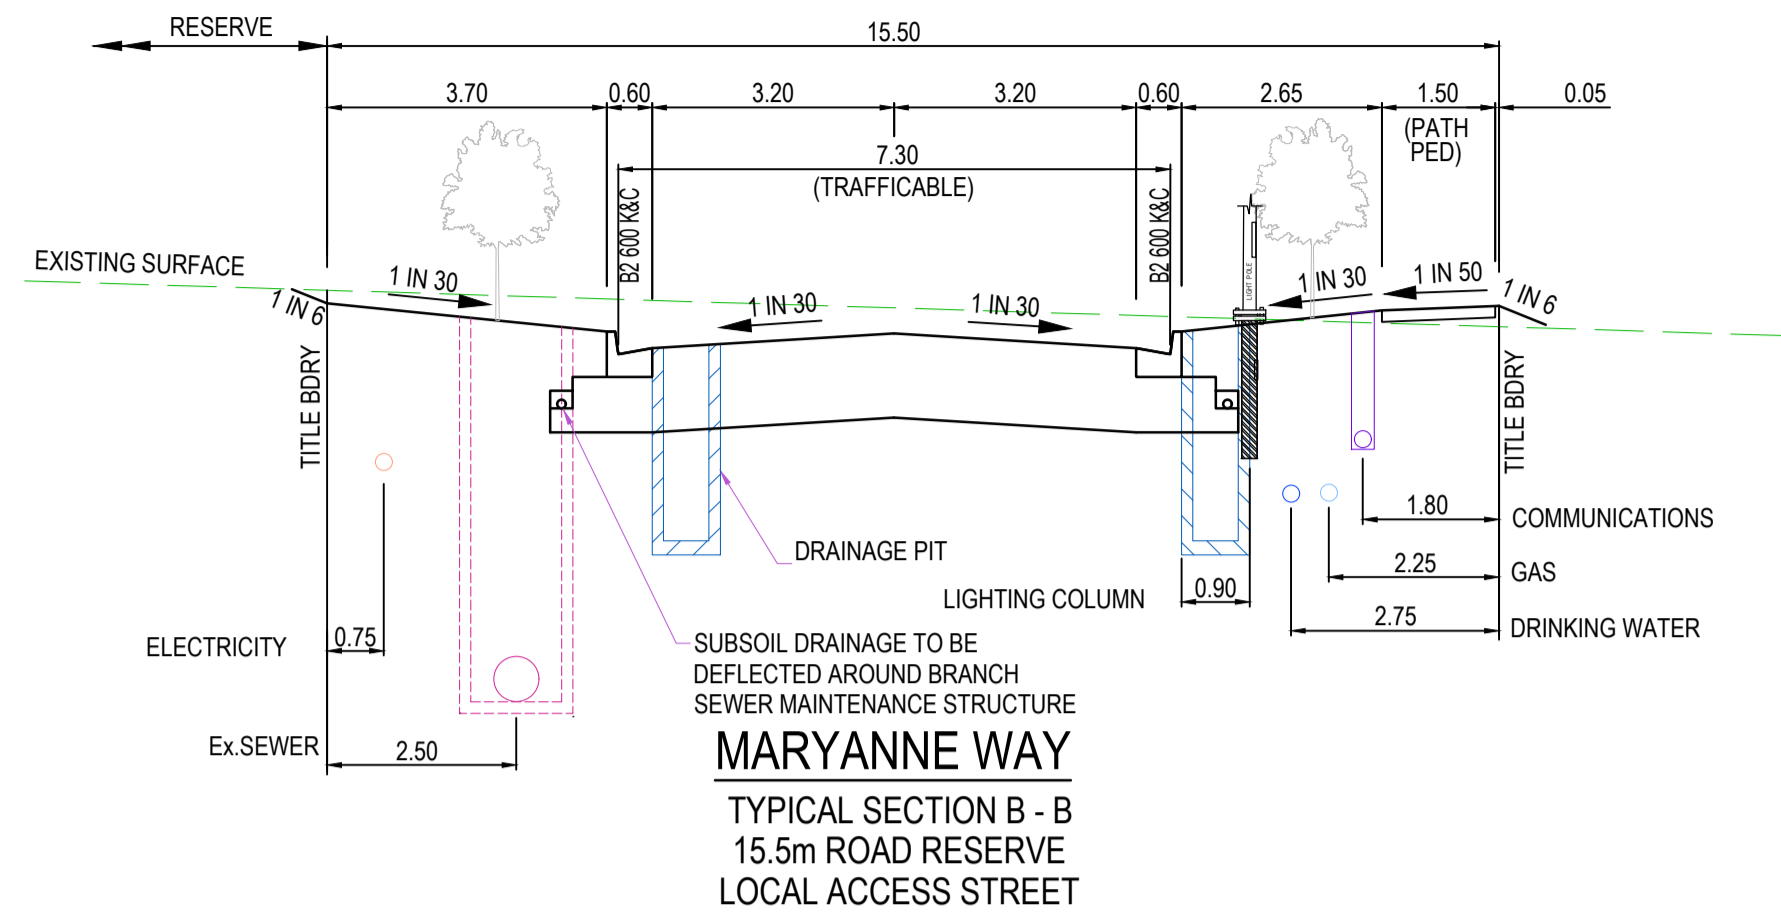 RESERVE
15.50
3.70
0.60
3.20
3.20
0.60
2.65
1.50
0.05
(PATH
PED)
7.30
(TRAFFICABLE)
B2 600 K&C
B2 600 K&C
LIGHT POLE
EXISTING SURFACE
1 IN 30
1 IN 6
1 IN 30
1 IN 30
1 IN 30
1 IN 50
1 IN 6
TITLE BDRY
TITLE BDRY
1.80
COMMUNICATIONS
DRAINAGE PIT
2.25
GAS
LIGHTING COLUMN
0.90
2.75
DRINKING WATER
ELECTRICITY
0.75
SUBSOIL DRAINAGE TO BE
DEFLECTED AROUND BRANCH
SEWER MAINTENANCE STRUCTURE
Ex.SEWER
2.50
MARYANNE WAY
TYPICAL SECTION B - B
15.5m ROAD RESERVE
LOCAL ACCESS STREET